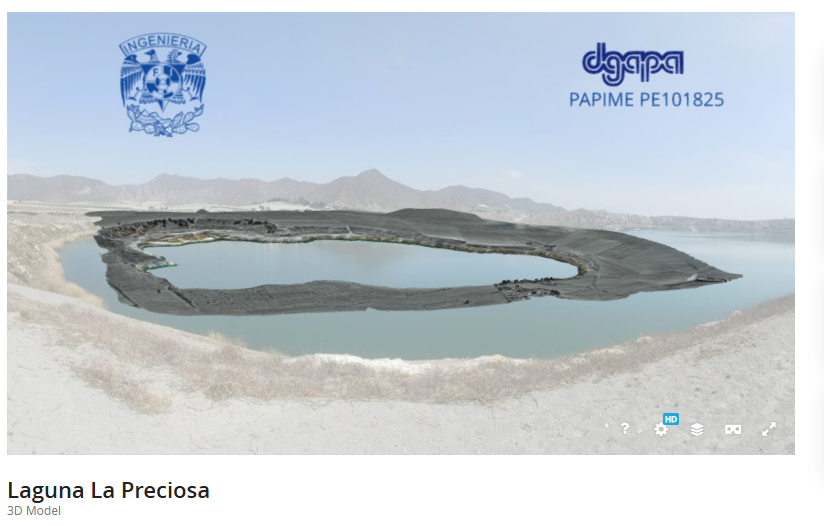 INGENIERIA
dgapa
PAPIME PE101825
?
HD
Laguna La Preciosa
3D Model